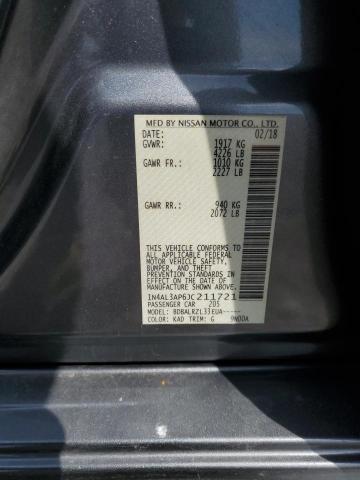 MFD BY NISSAN MOTOR CO., LTD.
DATE: 02/18
GVWR: 1917 KG
4226 LB
GAWR FR.: 1010 KG
2227 LB
GAWR RR.: 940 KG
2072 LB
THIS VEHICLE CONFORMS TO
ALL APPLICABLE FEDERAL
MOTOR VEHICLE SAFETY,
BUMPER, AND THEFT
PREVENTION STANDARDS
IN EFFECT ON THE DATE OF
MANUFACTURE SHOWN ABOVE.
1N4AL3AP6JC211721
PASSENGER CAR 205
MODEL: BDBALRZL33EUA-----
COLOR: KAD TRIM: G 9N00A